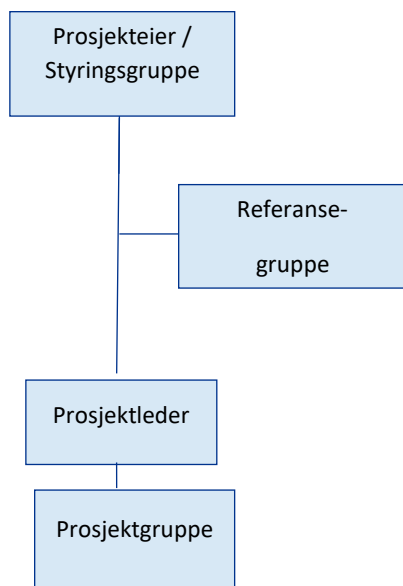 Prosjekteier /
Styringsgruppe
Referanse-
gruppe
Prosjektleder
Prosjektgruppe